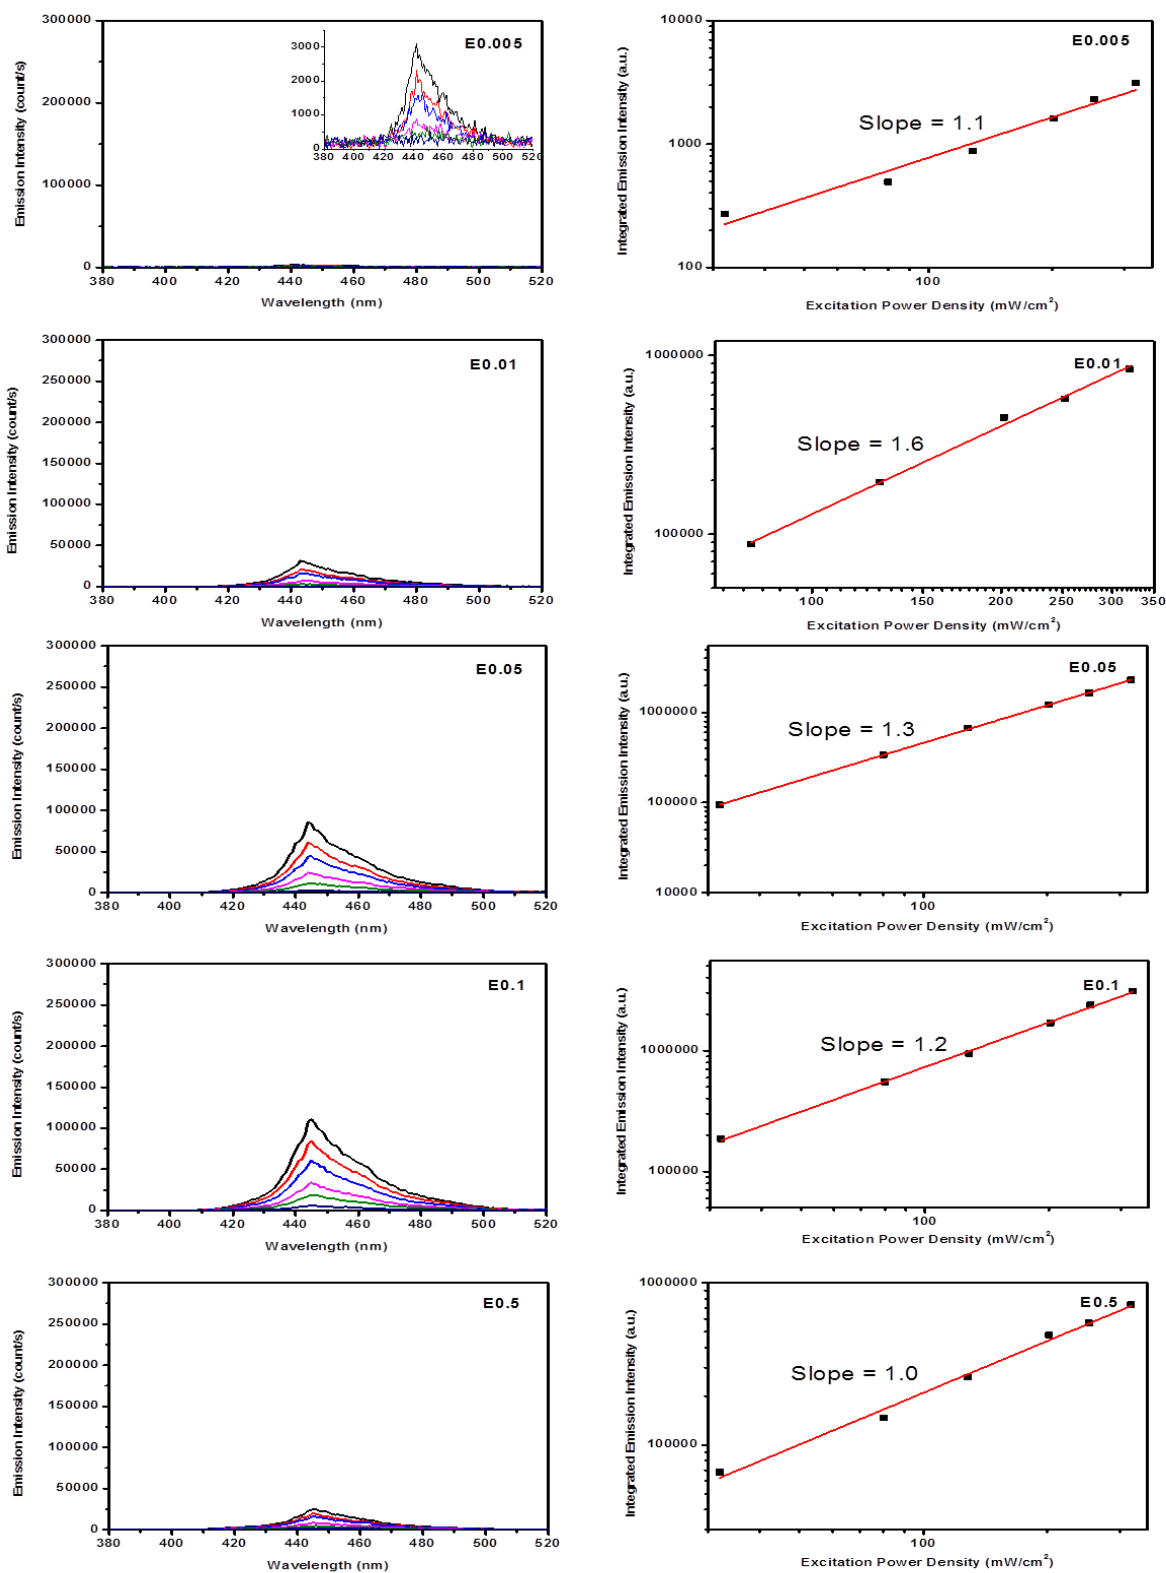 300000
200000
100000
0
Emission Intensity (count/s)
E0.005
3000
2000
1000
0
380 400 420 440 460 480 500 520
380 400 420 440 460 480 500 520
Wavelength (nm)
10000
1000
100
Integrated Emission Intensity (a.u.)
E0.005
Slope = 1.1
100
Excitation Power Density (mW/cm²)
300000
250000
200000
150000
100000
50000
0
Emission Intensity (count/s)
E0.01
380 400 420 440 460 480 500 520
Wavelength (nm)
1000000
100000
Integrated Emission Intensity (a.u.)
E0.01
Slope = 1.6
100 150 200 250 300 350
Excitation Power Density (mW/cm²)
300000
250000
200000
150000
100000
50000
0
Emission Intensity (count/s)
E0.05
380 400 420 440 460 480 500 520
Wavelength (nm)
1000000
100000
10000
Integrated Emission Intensity (a.u.)
E0.05
Slope = 1.3
100
Excitation Power Density (mW/cm²)
300000
250000
200000
150000
100000
50000
0
Emission Intensity (count/s)
E0.1
380 400 420 440 460 480 500 520
Wavelength (nm)
1000000
100000
Integrated Emission Intensity (a.u.)
E0.1
Slope = 1.2
100
Excitation Power Density (mW/cm²)
300000
250000
200000
150000
100000
50000
0
Emission Intensity (count/s)
E0.5
380 400 420 440 460 480 500 520
Wavelength (nm)
1000000
100000
Integrated Emission Intensity (a.u.)
E0.5
Slope = 1.0
100
Excitation Power Density (mW/cm²)